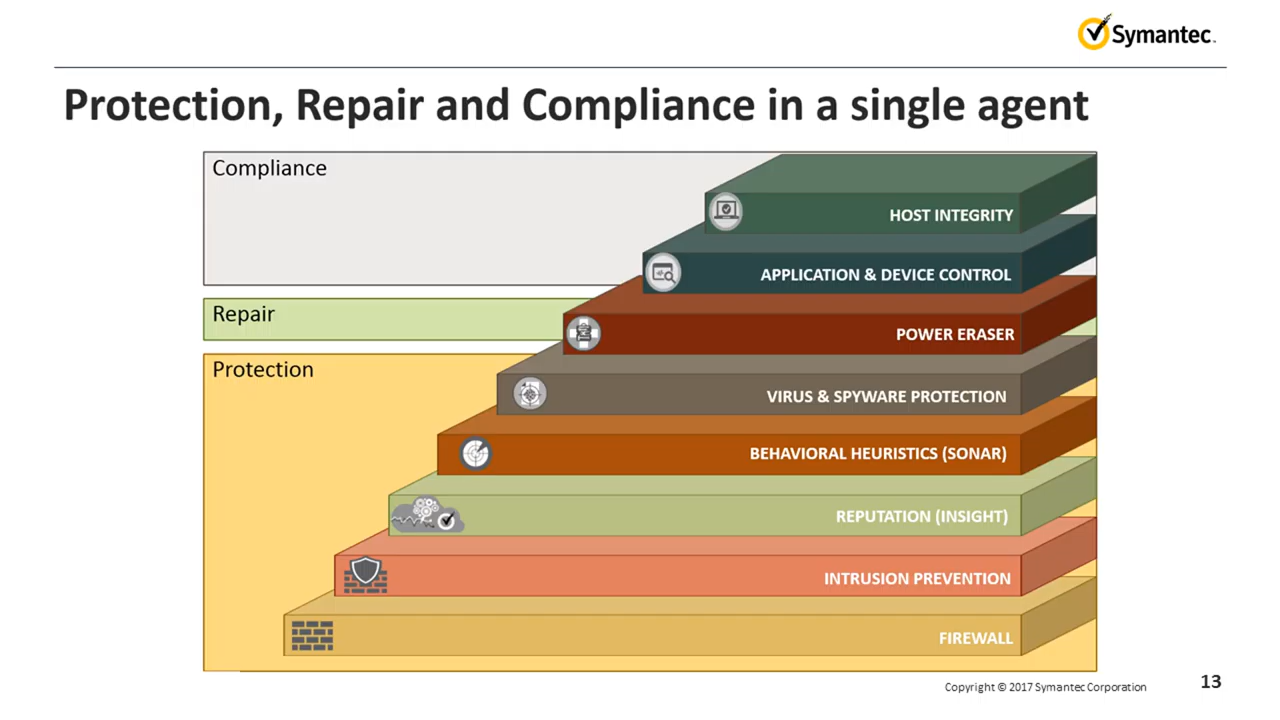 Symantec™
Protection, Repair and Compliance in a single agent
Compliance
HOST INTEGRITY
APPLICATION & DEVICE CONTROL
Repair
POWER ERASER
Protection
VIRUS & SPYWARE PROTECTION
BEHAVIORAL HEURISTICS (SONAR)
REPUTATION (INSIGHT)
INTRUSION PREVENTION
FIREWALL
Copyright © 2017 Symantec Corporation
13